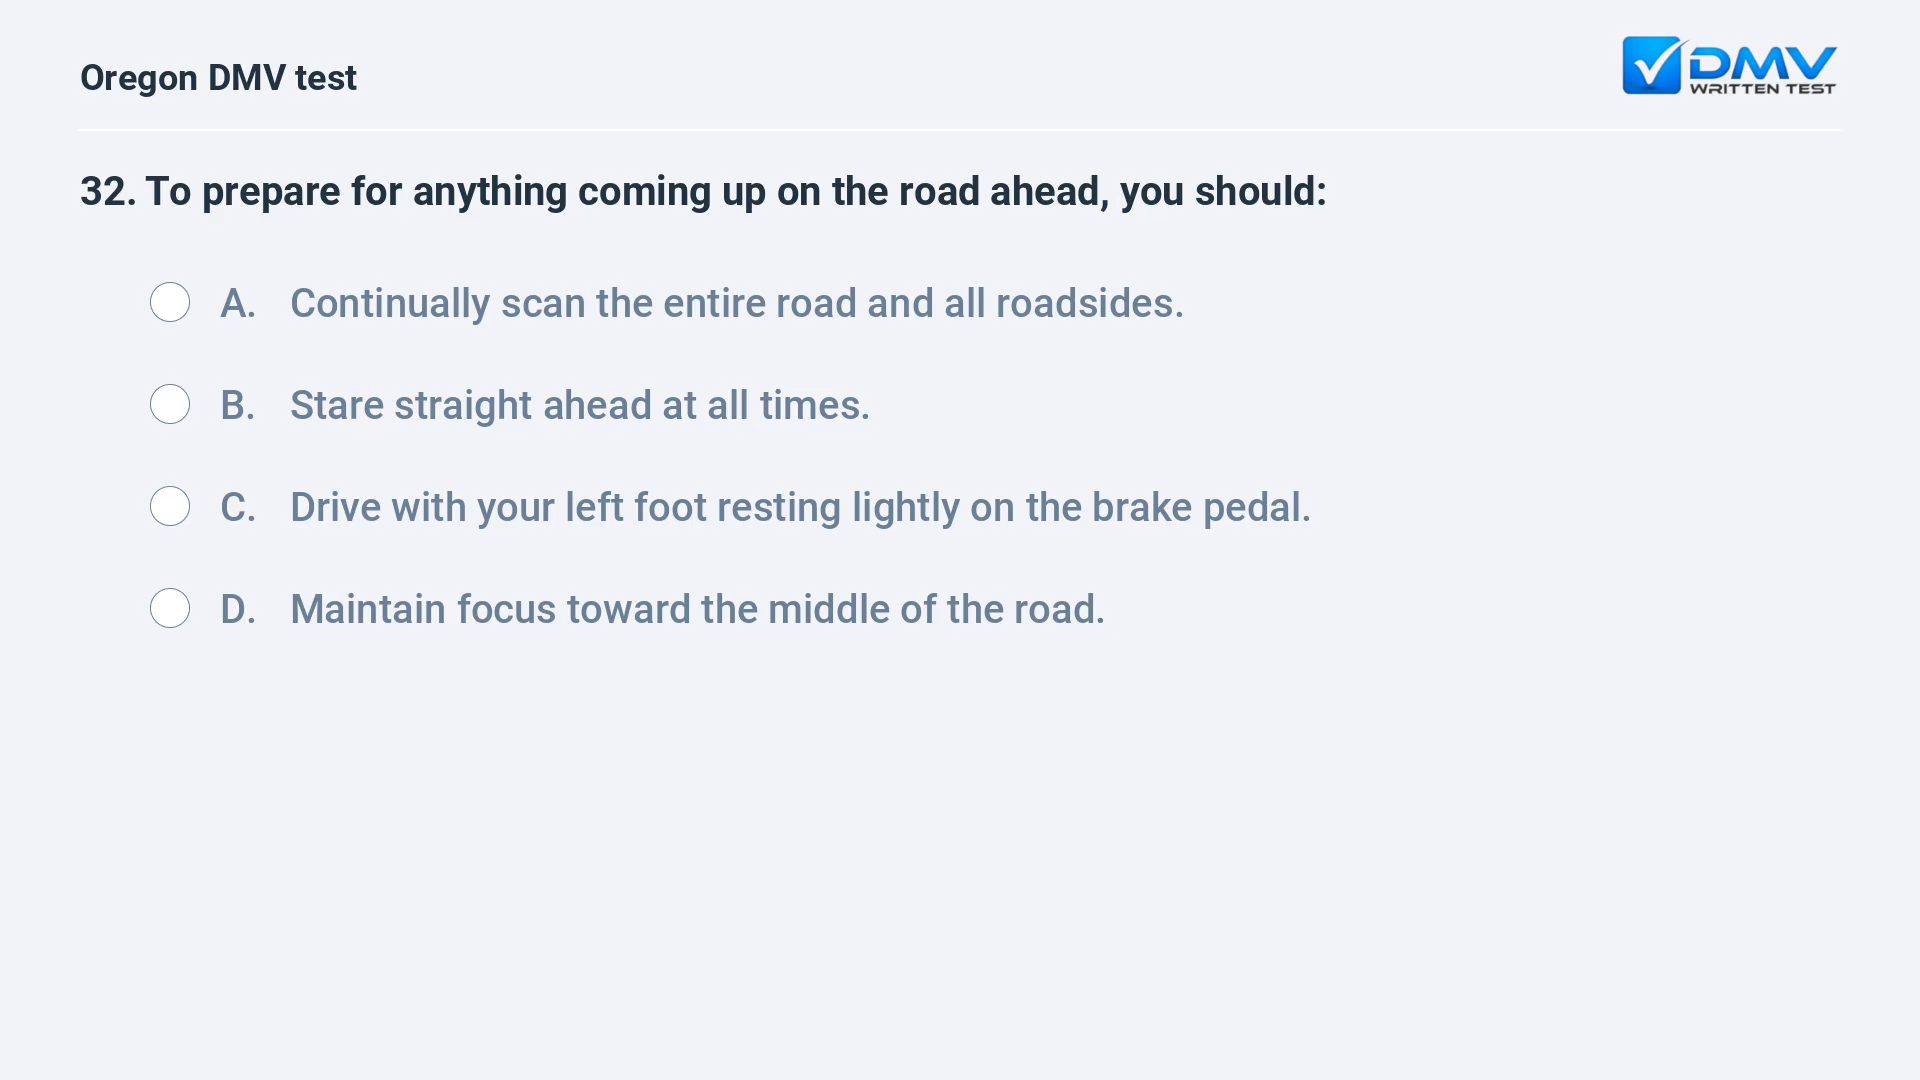 Oregon DMV test
DMV
WRITTEN TEST
32. To prepare for anything coming up on the road ahead, you should:
A. Continually scan the entire road and all roadsides.
B. Stare straight ahead at all times.
C. Drive with your left foot resting lightly on the brake pedal.
D. Maintain focus toward the middle of the road.